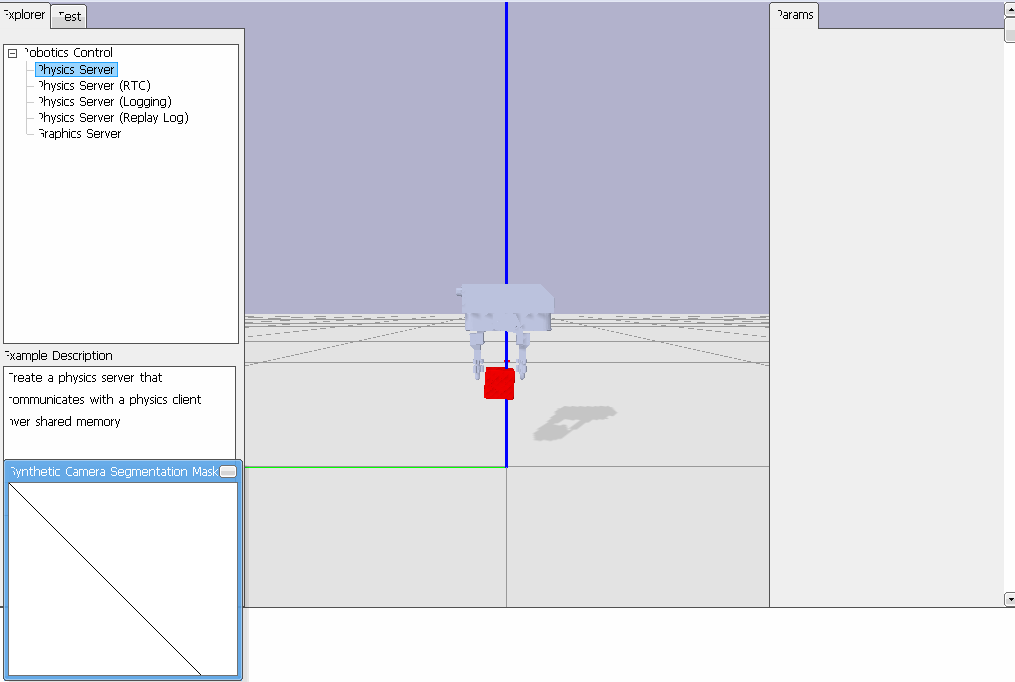 Explorer
Test
Params
Robotics Control
Physics Server
Physics Server (RTC)
Physics Server (Logging)
Physics Server (Replay Log)
Graphics Server
Example Description
Create a physics server that
communicates with a physics client
over shared memory
Synthetic Camera Segmentation Mask